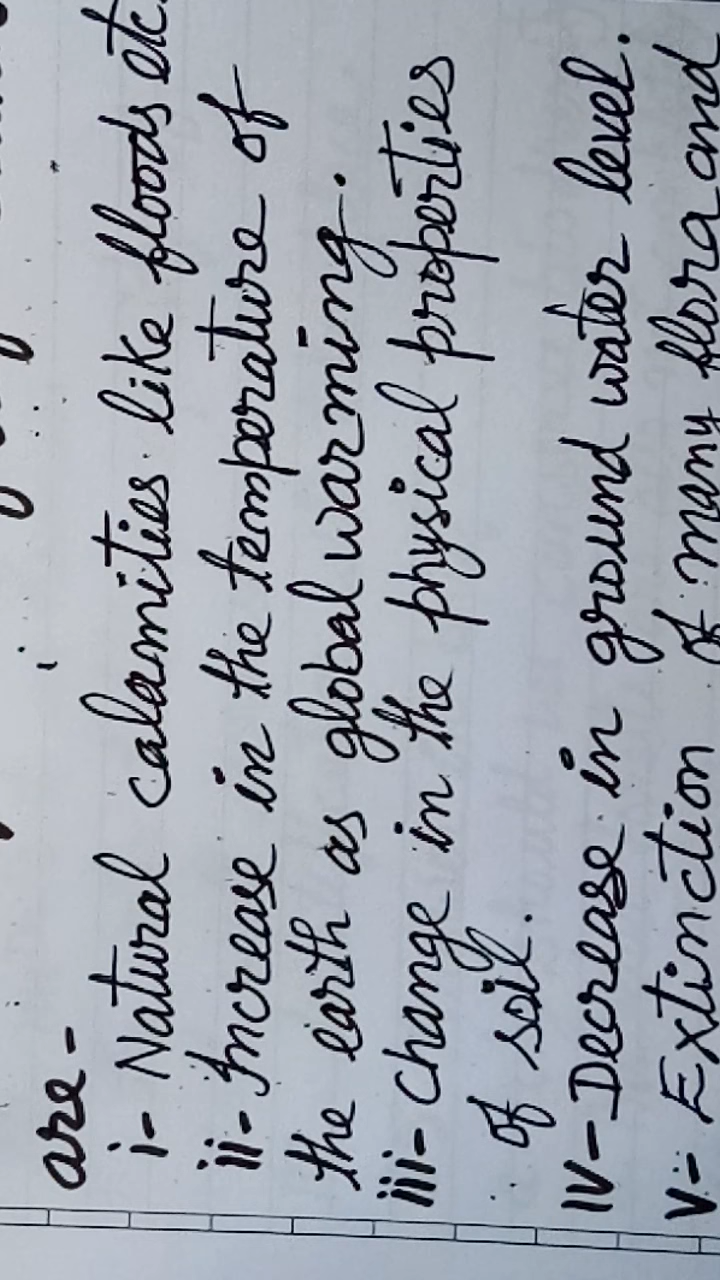 are-
i- Natural calamities like floods etc.
ii- Increase in the temperature of
the earth as global warming.
iii- change in the physical properties
of soil.
iv- Decrease in ground water level.
v- Extinction of many flora and